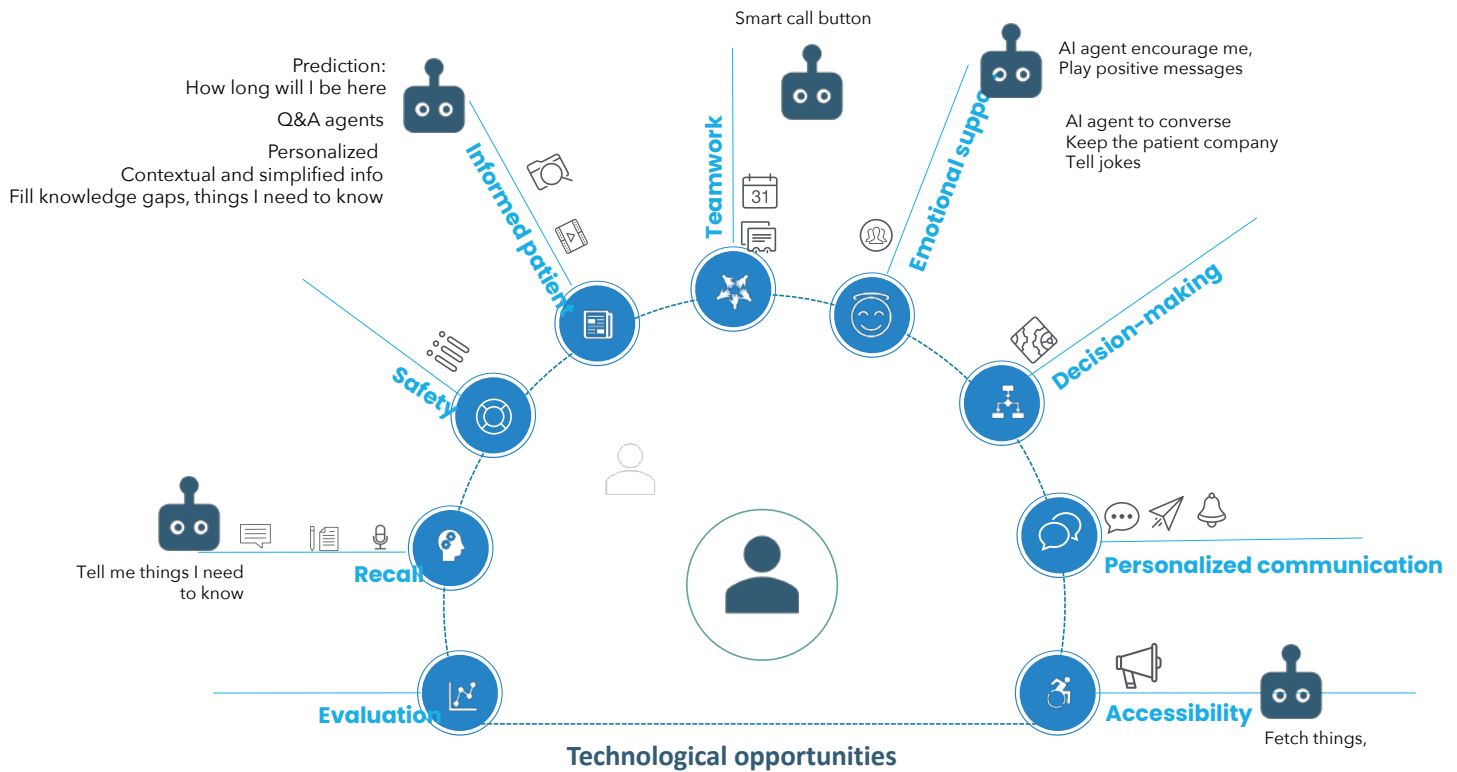 Smart call button
Prediction:
How long will I be here
Q&A agents
Personalized
Contextual and simplified info
Fill knowledge gaps, things I need to know
AI agent encourage me,
Play positive messages
AI agent to converse
Keep the patient company
Tell jokes
Informed patient
Teamwork
31
Emotional support
Decision-making
Safety
Recall
Tell me things I need
to know
Personalized communication
Evaluation
Accessibility
Fetch things,
Technological opportunities